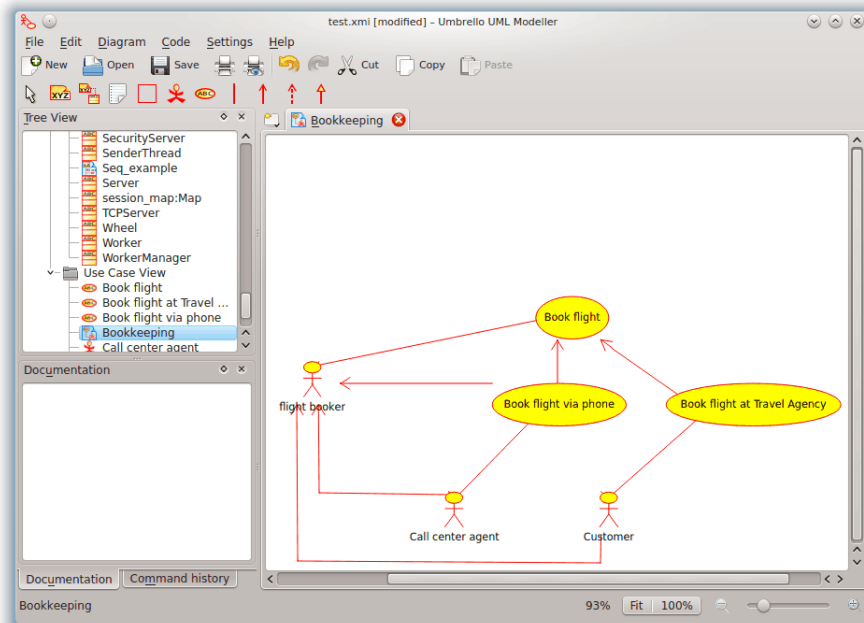 test.xmi [modified] – Umbrello UML Modeller
File Edit Diagram Code Settings Help
New Open Save Cut Copy Paste
XYZ ABC
Tree View
Bookkeeping
SecurityServer
SenderThread
Seq_example
Server
session_map:Map
TCPServer
Wheel
Worker
WorkerManager
Use Case View
Book flight
Book flight at Travel ...
Book flight via phone
Bookkeeping
Call center agent
Documentation
Book flight
flight booker
Book flight via phone
Book flight at Travel Agency
Call center agent
Customer
Documentation Command history
Bookkeeping
93% Fit 100%